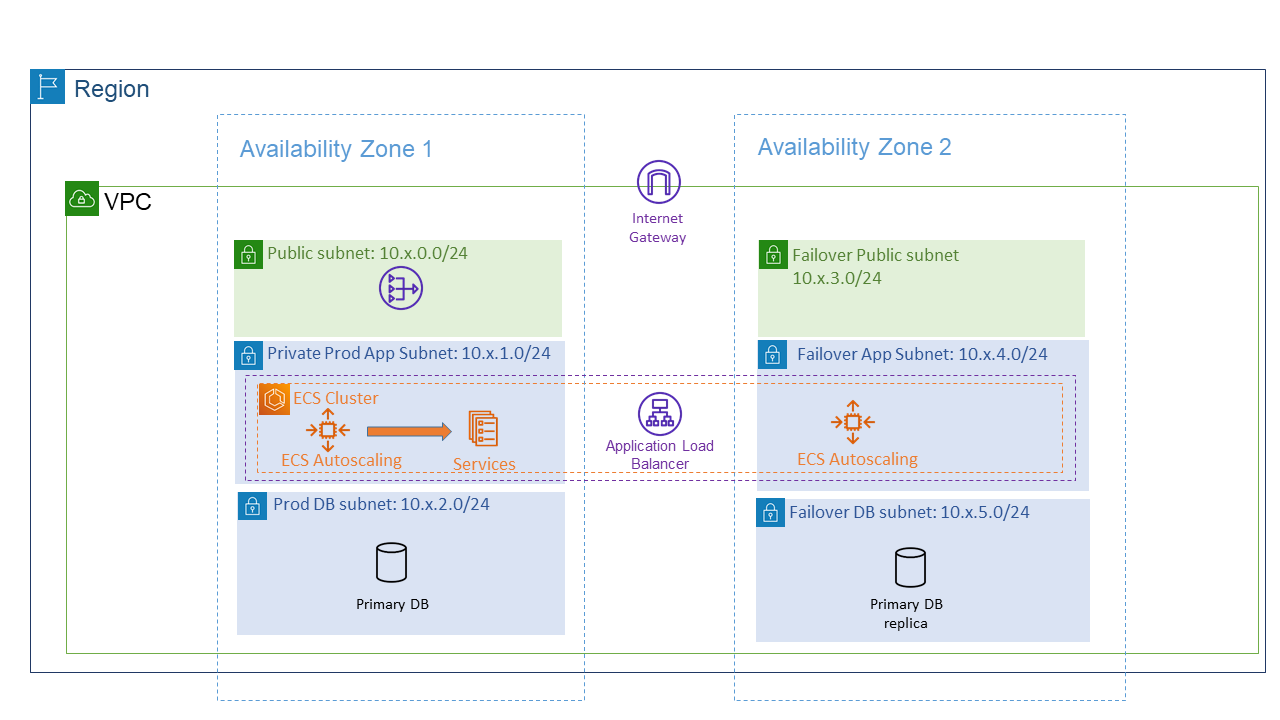 Region
Availability Zone 1
Availability Zone 2
VPC
Internet
Gateway
Public subnet: 10.x.0.0/24
Failover Public subnet
10.x.3.0/24
Private Prod App Subnet: 10.x.1.0/24
Failover App Subnet: 10.x.4.0/24
ECS Cluster
ECS Autoscaling
Services
Application Load
Balancer
ECS Autoscaling
Prod DB subnet: 10.x.2.0/24
Failover DB subnet: 10.x.5.0/24
Primary DB
Primary DB
replica